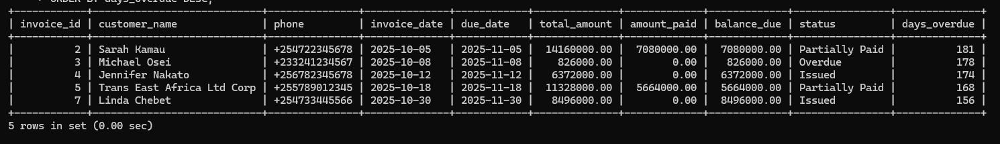 > ORDER BY days_overdue DESC;
+------------+----------------------------+---------------+--------------+------------+--------------+-------------+-------------+----------------+--------------+
| invoice_id | customer_name              | phone         | invoice_date | due_date   | total_amount | amount_paid | balance_due | status         | days_overdue |
+------------+----------------------------+---------------+--------------+------------+--------------+-------------+-------------+----------------+--------------+
|          2 | Sarah Kamau                | +254722345678 | 2025-10-05   | 2025-11-05 |  14160000.00 |  7080000.00 |  7080000.00 | Partially Paid |          181 |
|          3 | Michael Osei               | +233241234567 | 2025-10-08   | 2025-11-08 |    826000.00 |        0.00 |   826000.00 | Overdue        |          178 |
|          4 | Jennifer Nakato            | +256782345678 | 2025-10-12   | 2025-11-12 |   6372000.00 |        0.00 |  6372000.00 | Issued         |          174 |
|          5 | Trans East Africa Ltd Corp | +255789012345 | 2025-10-18   | 2025-11-18 |  11328000.00 |  5664000.00 |  5664000.00 | Partially Paid |          168 |
|          7 | Linda Chebet               | +254733445566 | 2025-10-30   | 2025-11-30 |   8496000.00 |        0.00 |  8496000.00 | Issued         |          156 |
+------------+----------------------------+---------------+--------------+------------+--------------+-------------+-------------+----------------+--------------+
5 rows in set (0.00 sec)